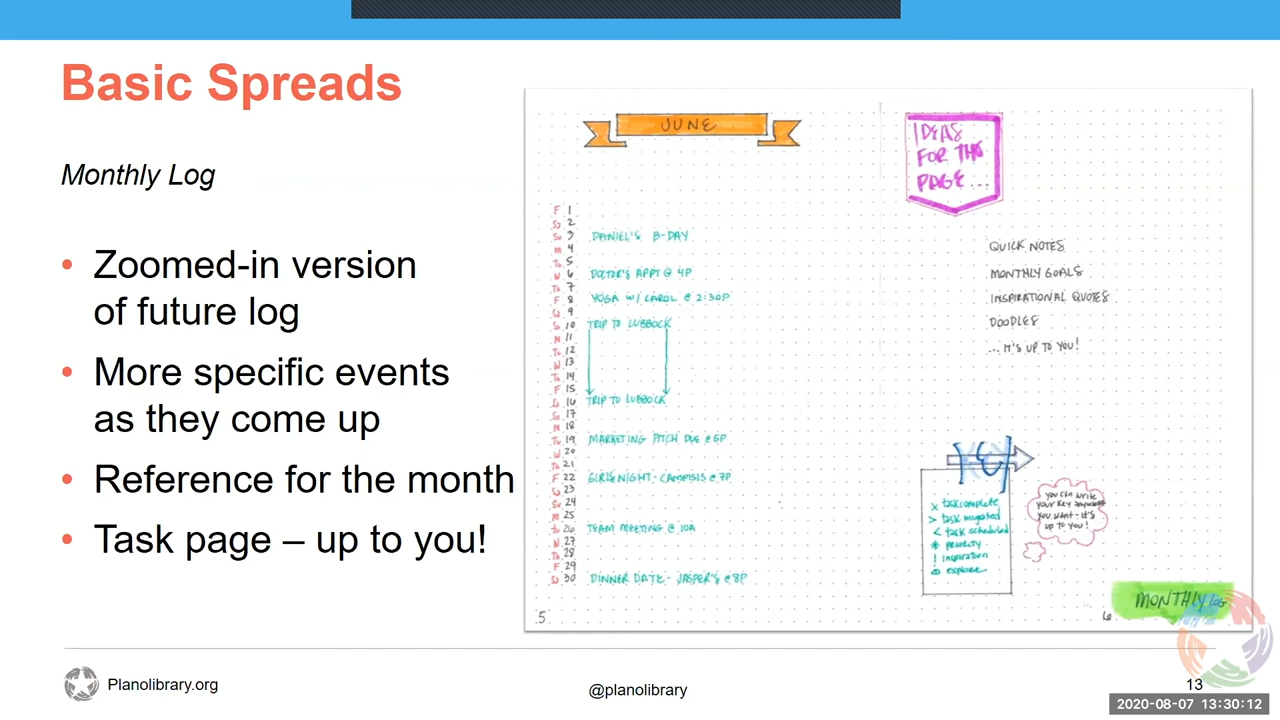 Basic Spreads
Monthly Log
• Zoomed-in version
of future log
• More specific events
as they come up
• Reference for the month
• Task page – up to you!
JUNE
F 1
Sa 2
Su 3 DANIEL'S B-DAY
M 4
Tu 5
W 6 DOCTOR'S APPT @ 4P
Th 7
F 8 YOGA W/ CAROL @ 2:30P
S 9
S 10 TRIP TO LUBBOCK
M 11
Tu 12
W 13
Th 14
F 15
S 16 TRIP TO LUBBOCK
Su 17
M 18
Tu 19 MARKETING PITCH DUE @ 5P
W 20
Th 21
F 22 GIRLS NIGHT - CAMPISIS @ 7P
S 23
Su 24
M 25
Tu 26 TEAM MEETING @ 10A
W 27
Th 28
F 29
S 30 DINNER DATE - JASPER'S @ 8P
5
IDEAS
FOR THIS
PAGE...
QUICK NOTES
MONTHLY GOALS
INSPIRATIONAL QUOTES
DOODLES
...IT'S UP TO YOU!
KEY
x task complete
> task migrated
< task scheduled
* priority
! inspiration
explore
you can write
your key anywhere
you want - it's
up to you!
6
MONTHLY LOG
Planolibrary.org
@planolibrary
13
2020-08-07 13:30:12